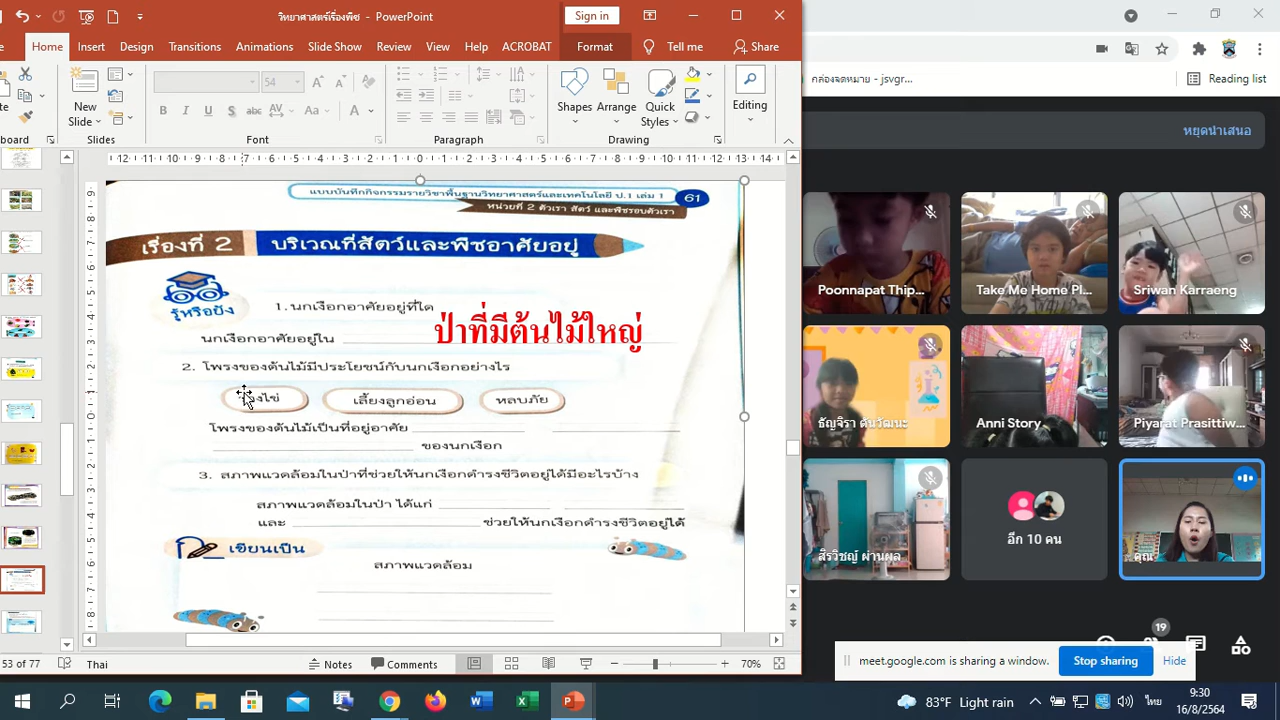 วิทยาศาสตร์เรื่องพืช - PowerPoint
Sign in
Home Insert Design Transitions Animations Slide Show Review View Help ACROBAT Format Tell me Share
New Slide
Shapes Arrange Quick Styles Editing
54
Slides Font Paragraph Drawing
แบบบันทึกกิจกรรมรายวิชาพื้นฐานวิทยาศาสตร์และเทคโนโลยี ป.1 เล่ม 1 61
หน่วยที่ 2 ตัวเรา สัตว์ และพืชรอบตัวเรา
เรื่องที่ 2 บริเวณที่สัตว์และพืชอาศัยอยู่
รู้หรือยัง
1. นกเงือกอาศัยอยู่ที่ใด
ป่าที่มีต้นไม้ใหญ่
นกเงือกอาศัยอยู่ใน
2. โพรงของต้นไม้มีประโยชน์กับนกเงือกอย่างไร
เลี้ยงลูกอ่อน หลบภัย
โพรงของต้นไม้เป็นที่อยู่อาศัย
ของนกเงือก
3. สภาพแวดล้อมในป่าที่ช่วยให้นกเงือกดำรงชีวิตอยู่ได้มีอะไรบ้าง
สภาพแวดล้อมในป่า ได้แก่
และ ช่วยให้นกเงือกดำรงชีวิตอยู่ได้
เขียนเป็น
สภาพแวดล้อม
53 of 77 Notes Comments 70%
กล่องจดหมาย - jsvgr... Reading list
หยุดนำเสนอ
Poonnapat Thip... Take Me Home Pl... Sriwan Karraeng
ธัญจิรา ต้นวัฒนะ Anni Story Piyarat Prasittiw...
สิรวิชญ์ ผ่านผล อีก 10 คน คุณ
19
meet.google.com is sharing a window. Stop sharing Hide
83°F Light rain ไทย 9:30
16/8/2564